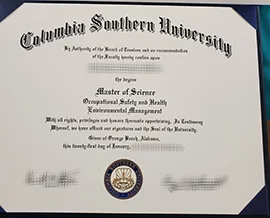 Columbia Southern University
By Authority of the Board of Trustees and on recommendation
of the Faculty hereby confers upon
the degree
Master of Science
Occupational Safety and Health
Environmental Management
With all rights, privileges and honors thereunto appertaining. In Testimony
Whereof, we have affixed our signatures and the Seal of the University.
Given at Orange Beach, Alabama,
this twenty-first day of January,